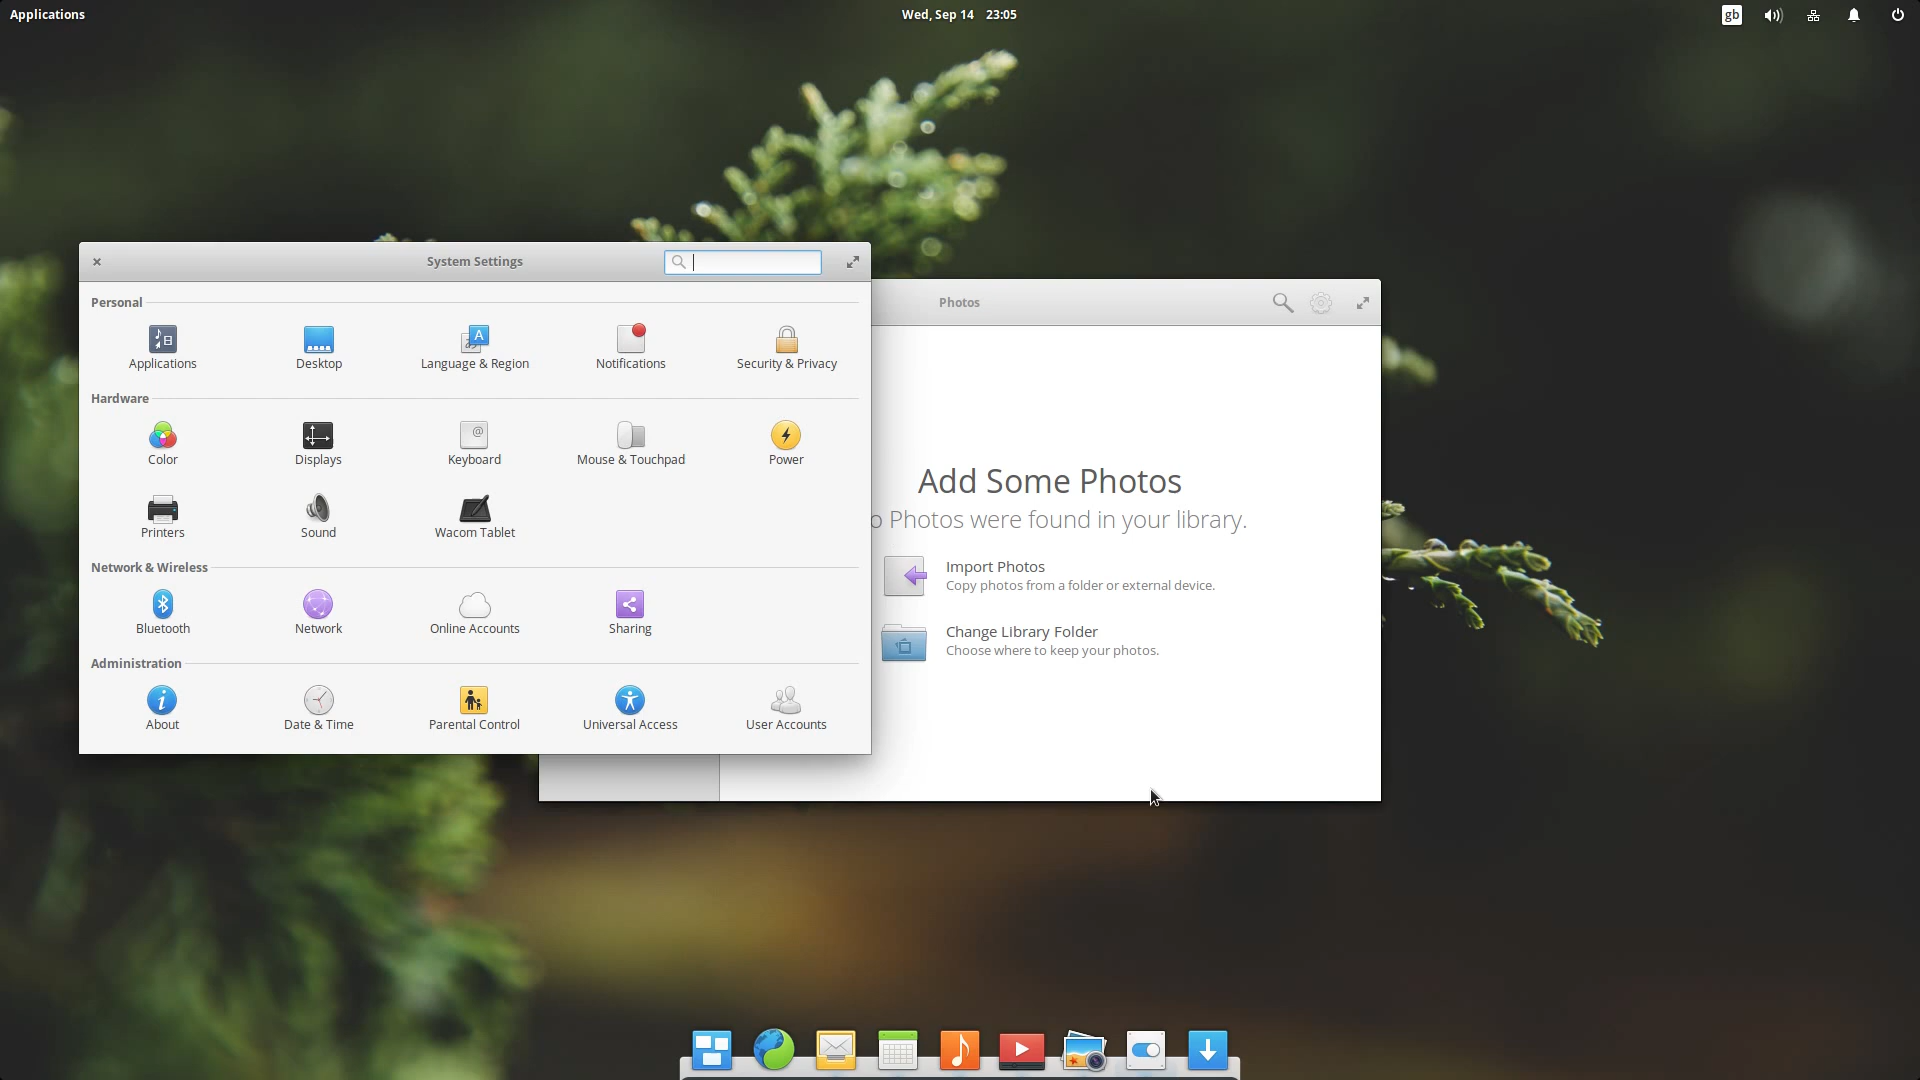 Applications
Wed, Sep 14 23:05
gb
System Settings
Personal
Applications
Desktop
Language & Region
Notifications
Security & Privacy
Hardware
Color
Displays
Keyboard
Mouse & Touchpad
Power
Printers
Sound
Wacom Tablet
Network & Wireless
Bluetooth
Network
Online Accounts
Sharing
Administration
About
Date & Time
Parental Control
Universal Access
User Accounts
Photos
Add Some Photos
o Photos were found in your library.
Import Photos
Copy photos from a folder or external device.
Change Library Folder
Choose where to keep your photos.